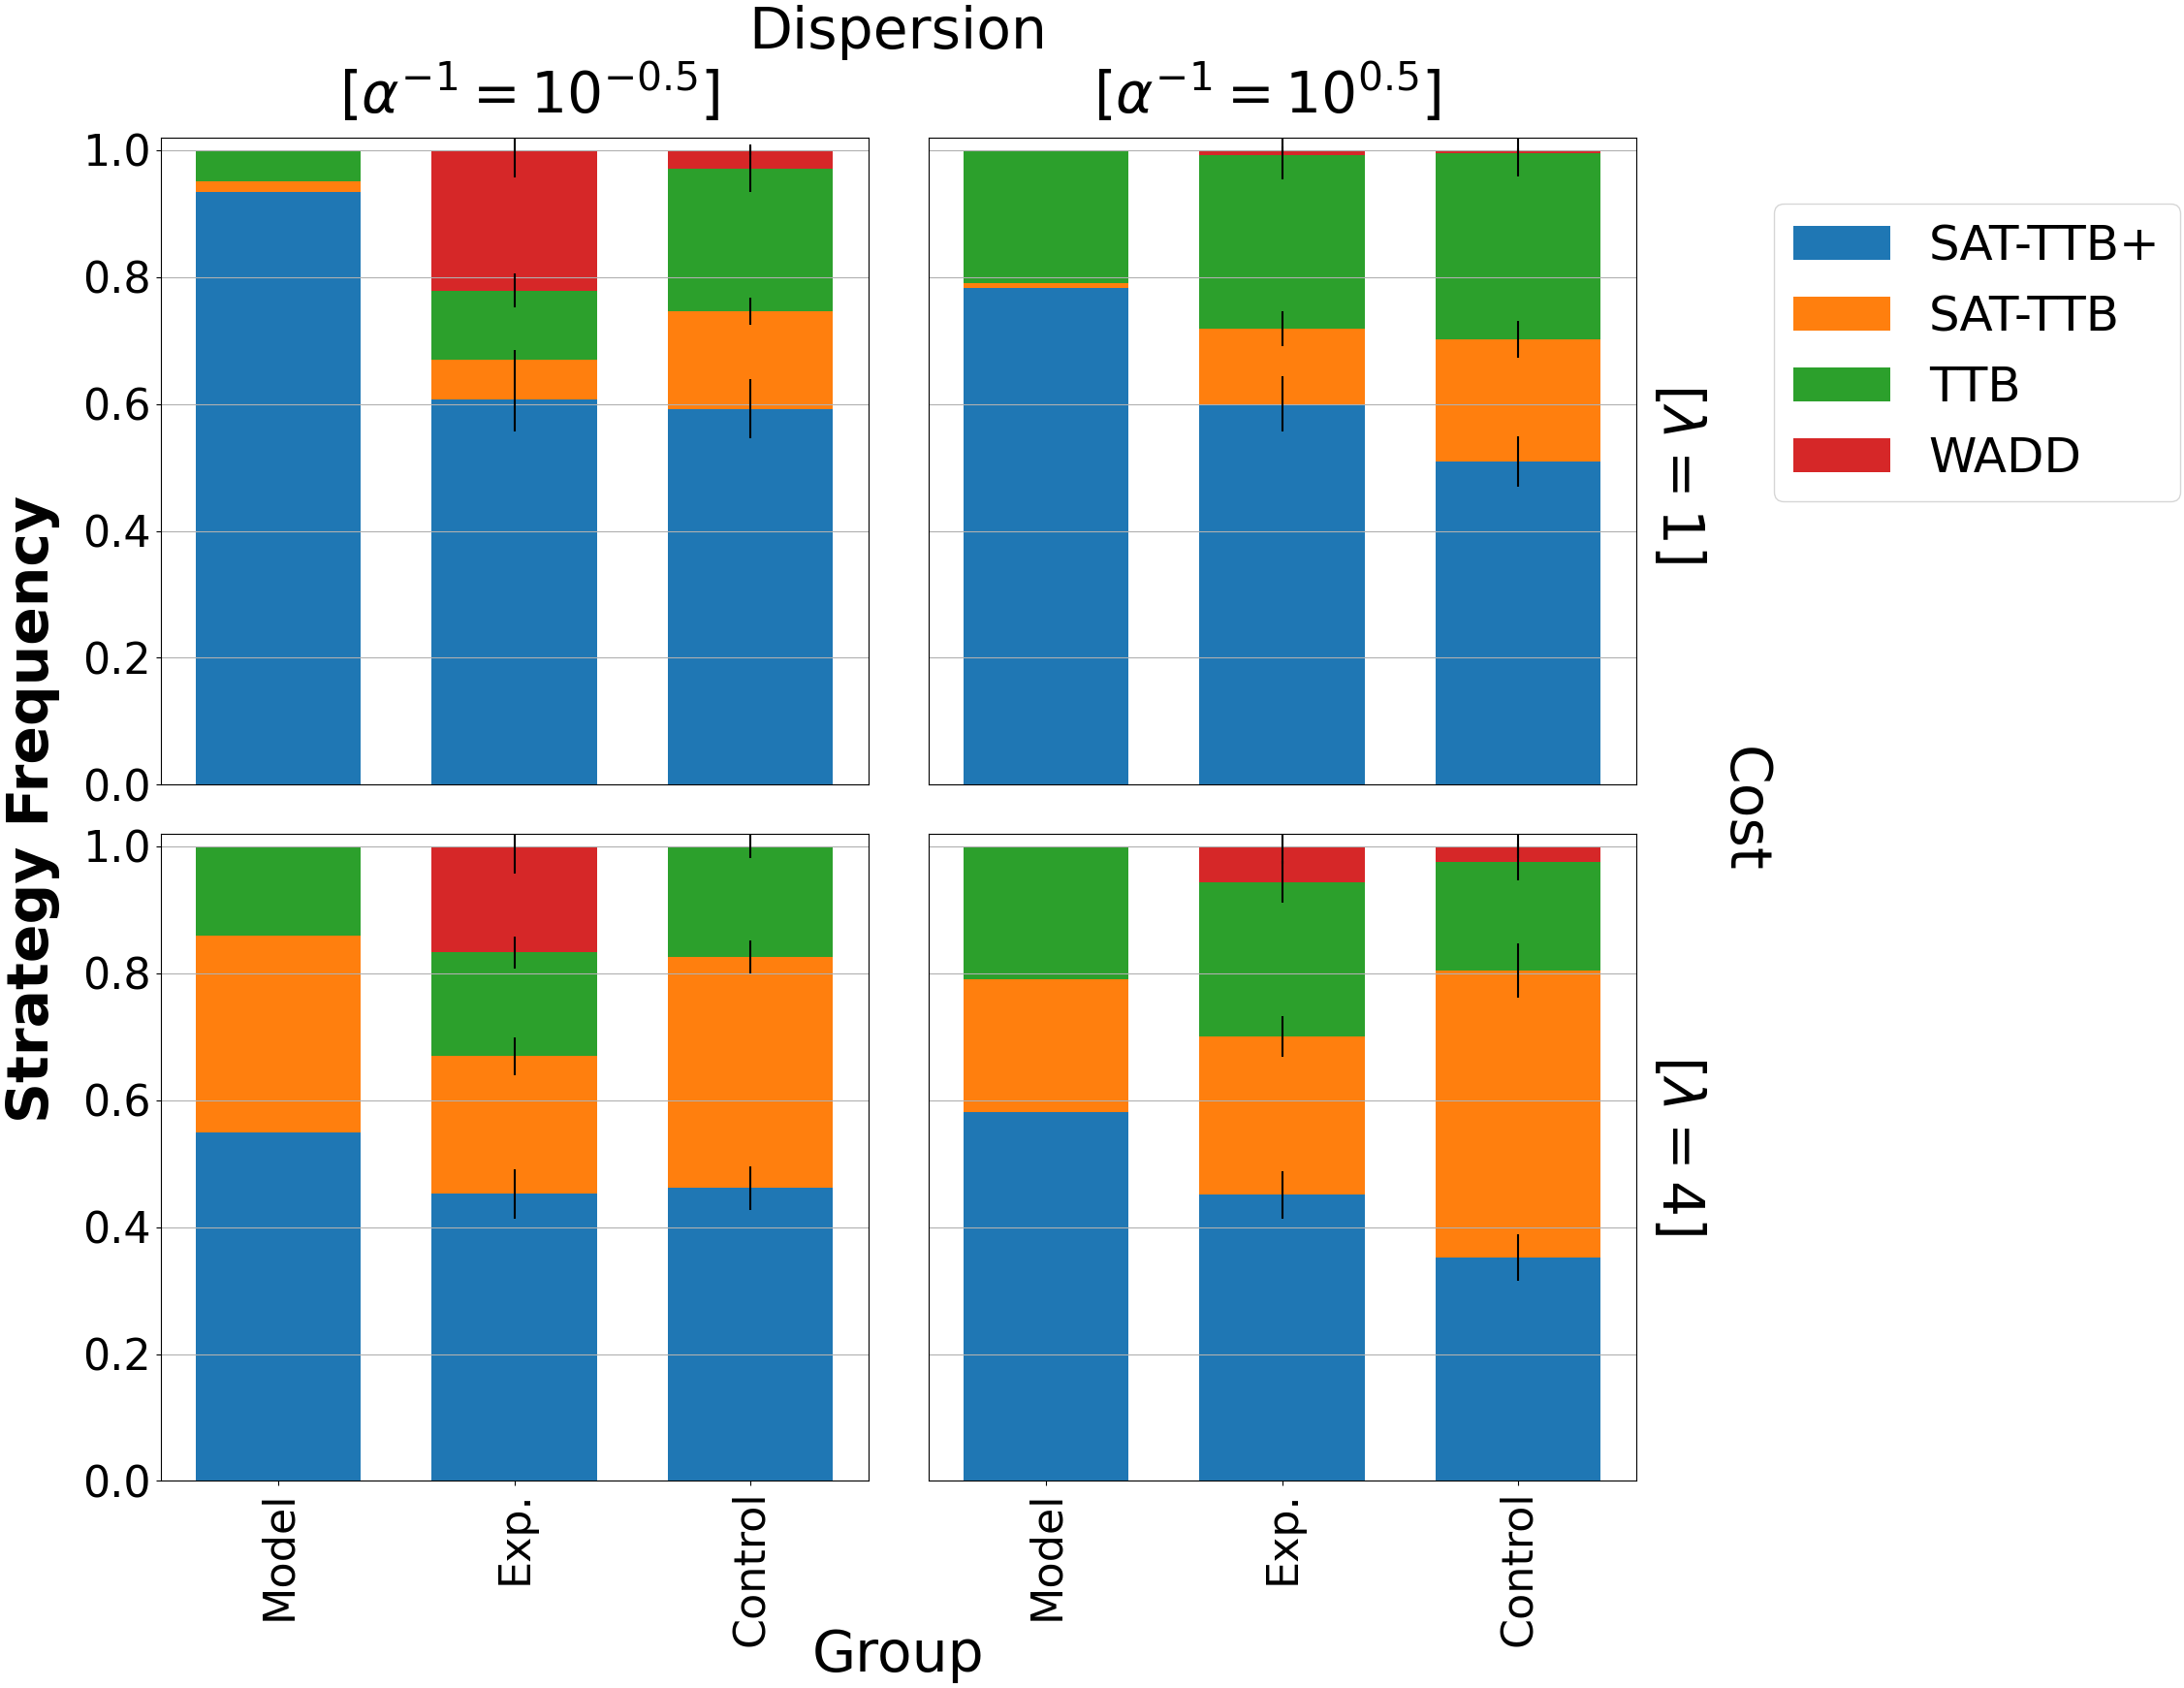 Dispersion
[α⁻¹ = 10⁻⁰·⁵]
[α⁻¹ = 10⁰·⁵]
1.0
0.8
0.6
0.4
0.2
0.0
[λ = 1]
SAT-TTB+
SAT-TTB
TTB
WADD
Strategy Frequency
Cost
1.0
0.8
0.6
0.4
0.2
0.0
[λ = 4]
Model
Exp.
Control
Model
Exp.
Control
Group